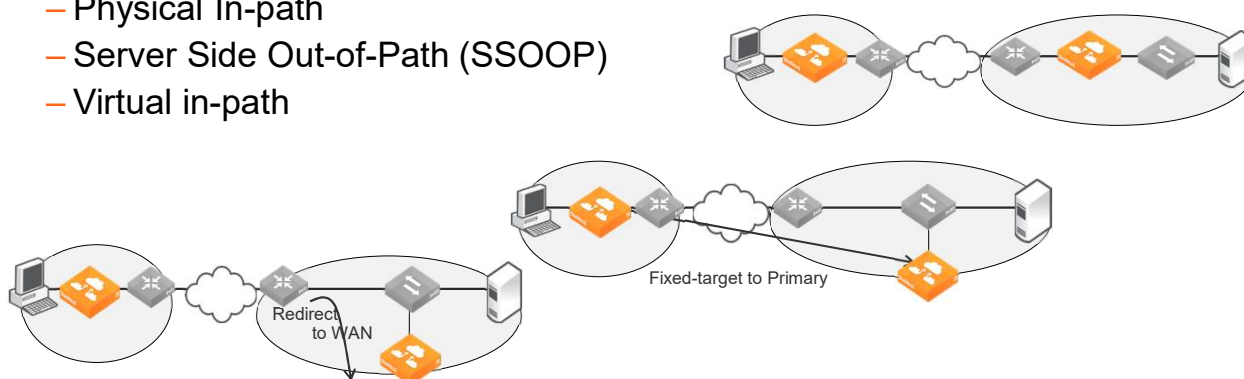 – Physical In-path
– Server Side Out-of-Path (SSOOP)
– Virtual in-path
Fixed-target to Primary
Redirect
to WAN